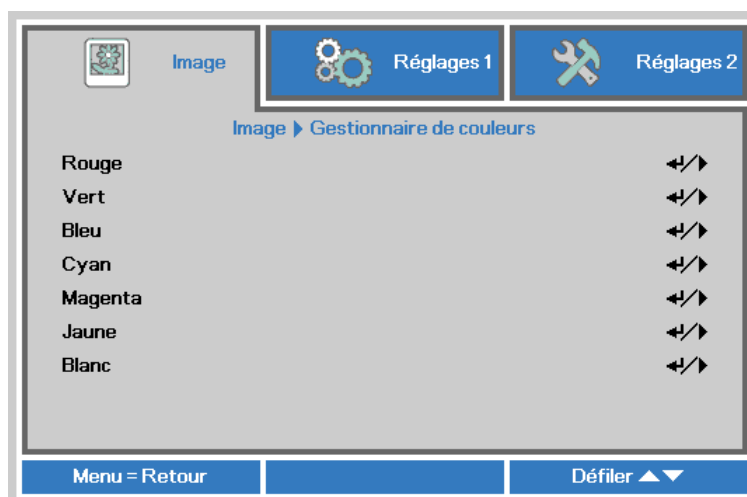 Image
Réglages 1
Réglages 2
Image ▶ Gestionnaire de couleurs
Rouge ↵/▶
Vert ↵/▶
Bleu ↵/▶
Cyan ↵/▶
Magenta ↵/▶
Jaune ↵/▶
Blanc ↵/▶
Menu = Retour
Défiler ▲▼